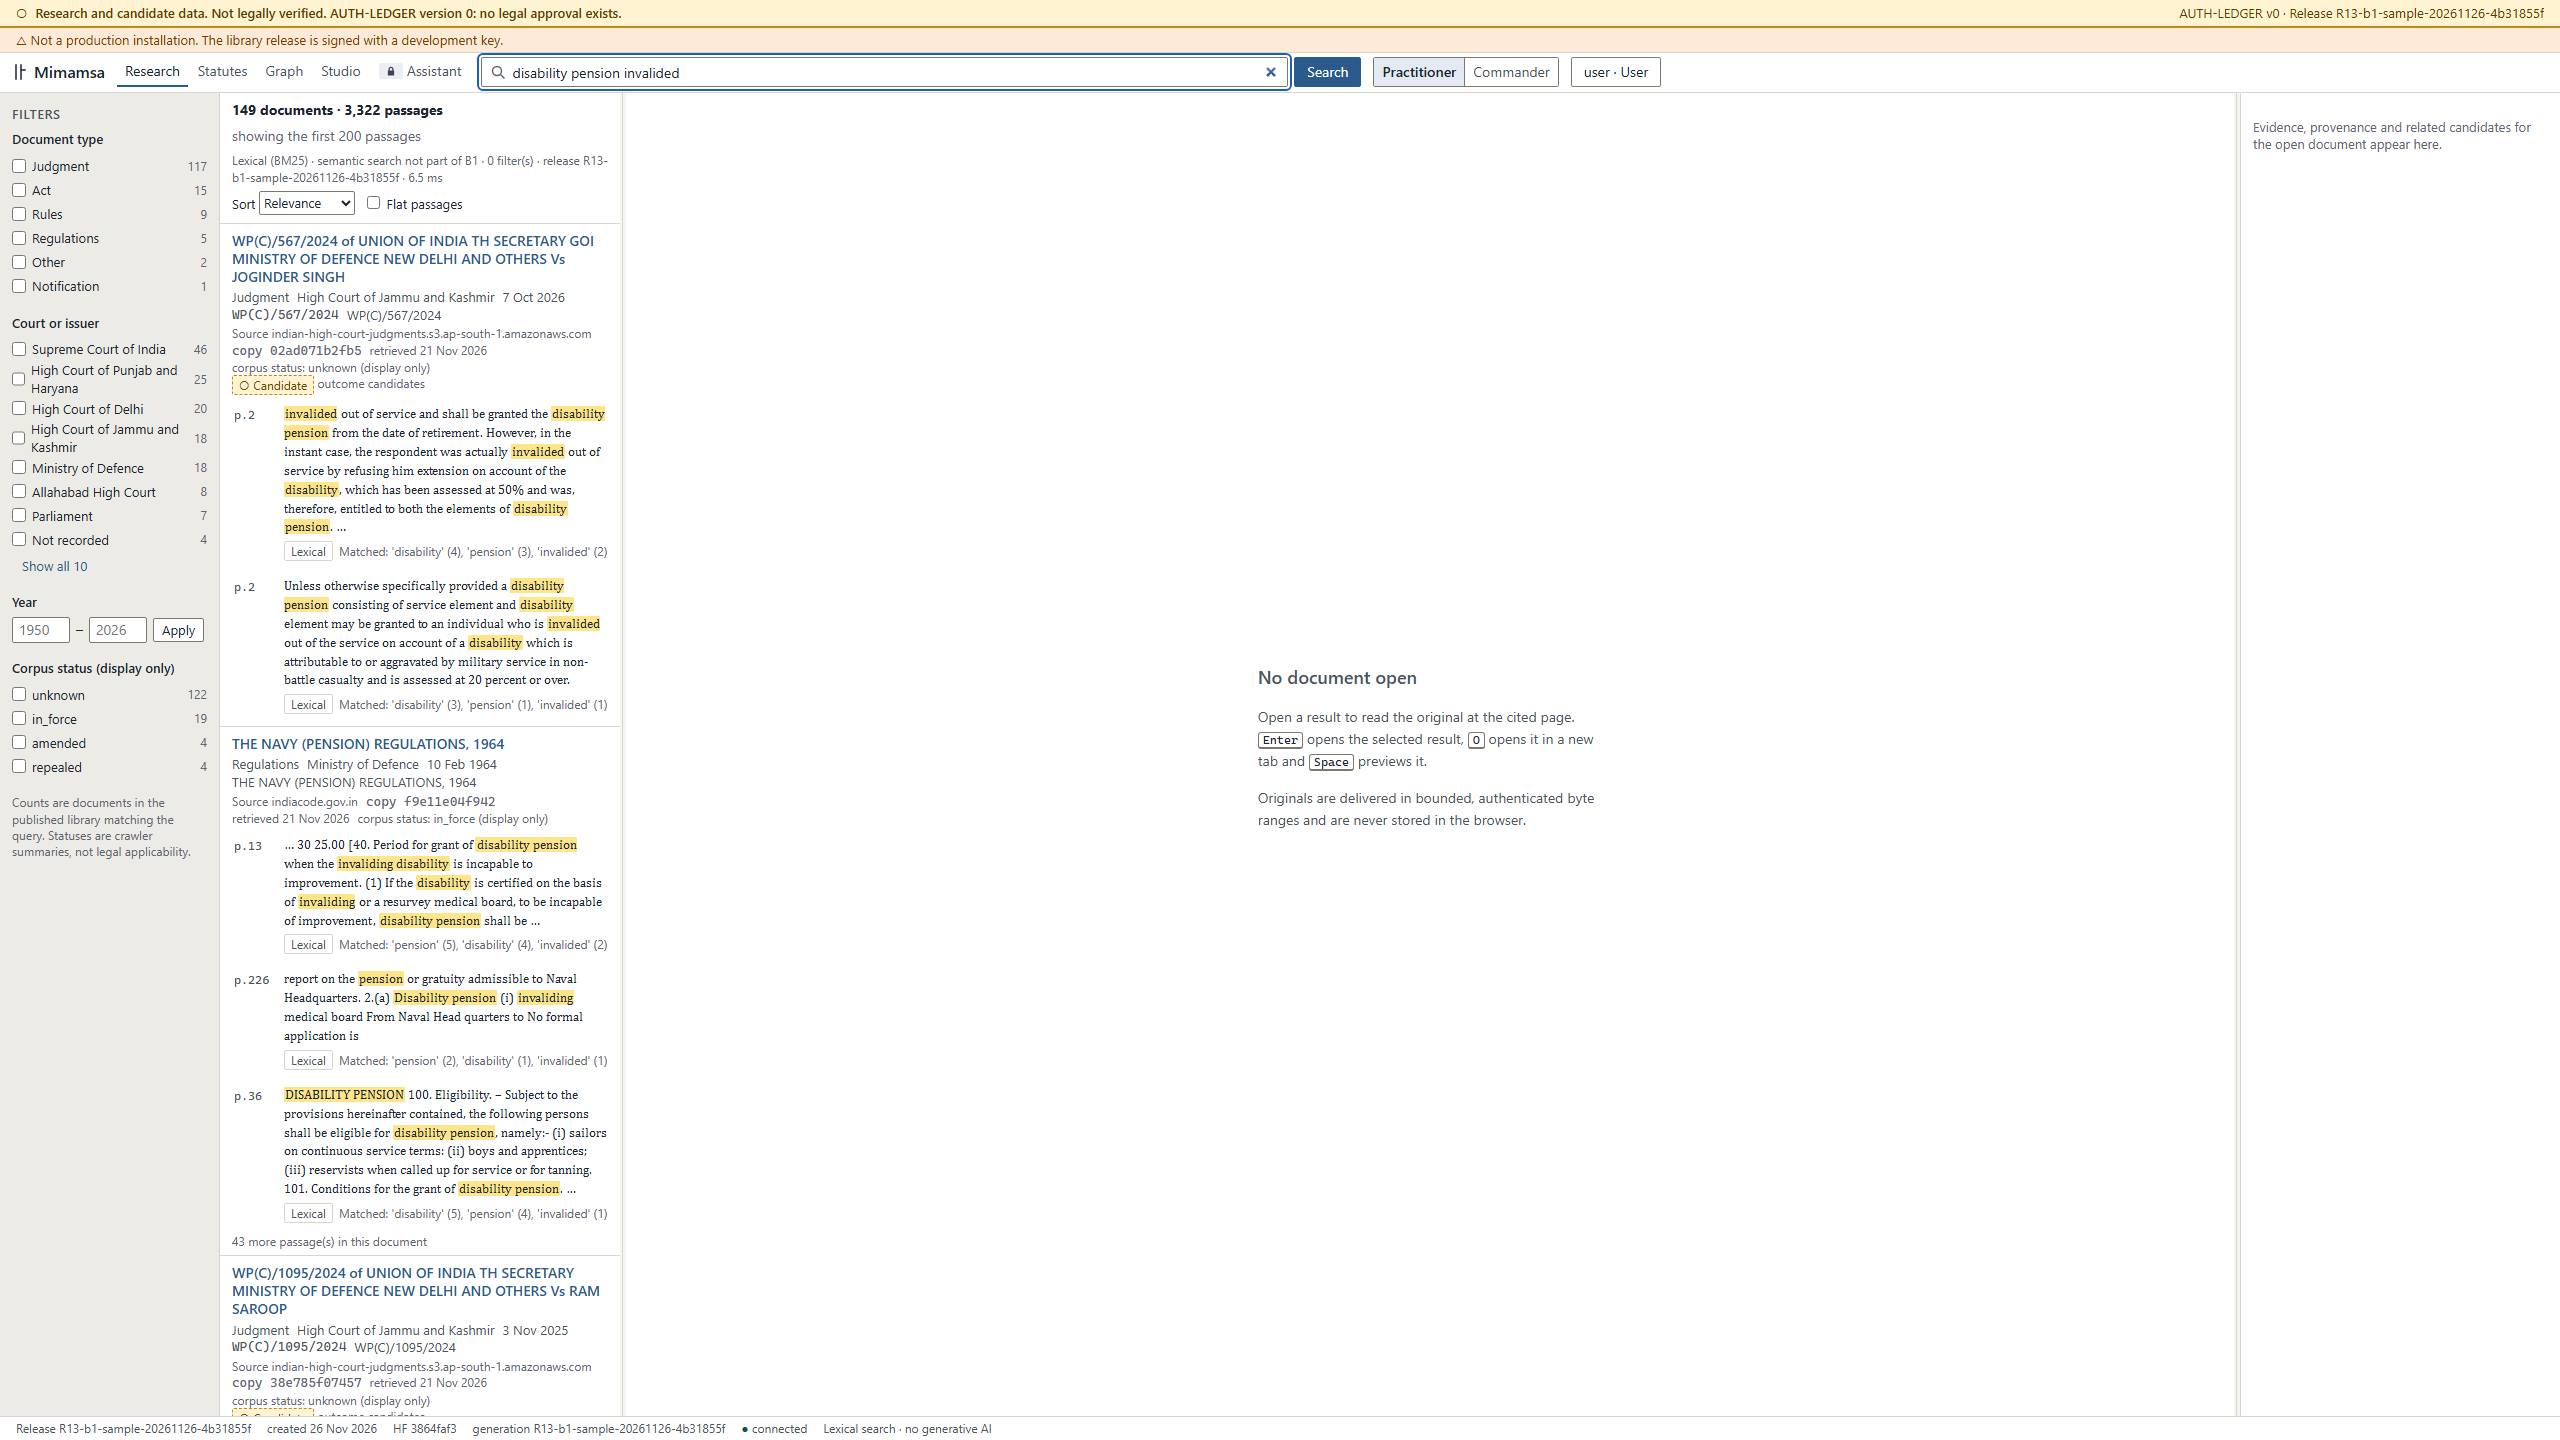 Research and candidate data. Not legally verified. AUTH-LEDGER version 0: no legal approval exists.
AUTH-LEDGER v0 · Release R13-b1-sample-20261126-4b31855f
⚠ Not a production installation. The library release is signed with a development key.
Mimamsa
Research
Statutes
Graph
Studio
Assistant
disability pension invalided
Search
Practitioner
Commander
user · User
FILTERS
Document type
Judgment 117
Act 15
Rules 9
Regulations 5
Other 2
Notification 1
Court or issuer
Supreme Court of India 46
High Court of Punjab and
Haryana 25
High Court of Delhi 20
High Court of Jammu and
Kashmir 18
Ministry of Defence 18
Allahabad High Court 8
Parliament 7
Not recorded 4
Show all 10
Year
1950 – 2026 Apply
Corpus status (display only)
unknown 122
in_force 19
amended 4
repealed 4
Counts are documents in the
published library matching the
query. Statuses are crawler
summaries, not legal applicability.
149 documents · 3,322 passages
showing the first 200 passages
Lexical (BM25) · semantic search not part of B1 · 0 filter(s) · release R13-
b1-sample-20261126-4b31855f · 6.5 ms
Sort Relevance Flat passages
WP(C)/567/2024 of UNION OF INDIA TH SECRETARY GOI
MINISTRY OF DEFENCE NEW DELHI AND OTHERS Vs
JOGINDER SINGH
Judgment High Court of Jammu and Kashmir 7 Oct 2026
WP(C)/567/2024 WP(C)/567/2024
Source indian-high-court-judgments.s3.ap-south-1.amazonaws.com
copy 02ad071b2fb5 retrieved 21 Nov 2026
corpus status: unknown (display only)
Candidate outcome candidates
p.2 invalided out of service and shall be granted the disability
pension from the date of retirement. However, in the
instant case, the respondent was actually invalided out of
service by refusing him extension on account of the
disability, which has been assessed at 50% and was,
therefore, entitled to both the elements of disability
pension. ...
Lexical Matched: 'disability' (4), 'pension' (3), 'invalided' (2)
p.2 Unless otherwise specifically provided a disability
pension consisting of service element and disability
element may be granted to an individual who is invalided
out of the service on account of a disability which is
attributable to or aggravated by military service in non-
battle casualty and is assessed at 20 percent or over.
Lexical Matched: 'disability' (3), 'pension' (1), 'invalided' (1)
THE NAVY (PENSION) REGULATIONS, 1964
Regulations Ministry of Defence 10 Feb 1964
THE NAVY (PENSION) REGULATIONS, 1964
Source indiacode.gov.in copy f9e11e04f942
retrieved 21 Nov 2026 corpus status: in_force (display only)
p.13 ... 30 25.00 [40. Period for grant of disability pension
when the invaliding disability is incapable to
improvement. (1) If the disability is certified on the basis
of invaliding or a resurvey medical board, to be incapable
of improvement, disability pension shall be ...
Lexical Matched: 'pension' (5), 'disability' (4), 'invalided' (2)
p.226 report on the pension or gratuity admissible to Naval
Headquarters. 2.(a) Disability pension (i) invaliding
medical board From Naval Head quarters to No formal
application is
Lexical Matched: 'pension' (2), 'disability' (1), 'invalided' (1)
p.36 DISABILITY PENSION 100. Eligibility. – Subject to the
provisions hereinafter contained, the following persons
shall be eligible for disability pension, namely:- (i) sailors
on continuous service terms: (ii) boys and apprentices;
(iii) reservists when called up for service or for tanning.
101. Conditions for the grant of disability pension. ...
Lexical Matched: 'disability' (5), 'pension' (4), 'invalided' (1)
43 more passage(s) in this document
WP(C)/1095/2024 of UNION OF INDIA TH SECRETARY
MINISTRY OF DEFENCE NEW DELHI AND OTHERS Vs RAM
SAROOP
Judgment High Court of Jammu and Kashmir 3 Nov 2025
WP(C)/1095/2024 WP(C)/1095/2024
Source indian-high-court-judgments.s3.ap-south-1.amazonaws.com
copy 38e785f07457 retrieved 21 Nov 2026
corpus status: unknown (display only)
No document open
Open a result to read the original at the cited page.
Enter opens the selected result, O opens it in a new
tab and Space previews it.
Originals are delivered in bounded, authenticated byte
ranges and are never stored in the browser.
Evidence, provenance and related candidates for
the open document appear here.
Release R13-b1-sample-20261126-4b31855f created 26 Nov 2026 HF 3864faf3 generation R13-b1-sample-20261126-4b31855f ● connected Lexical search · no generative AI